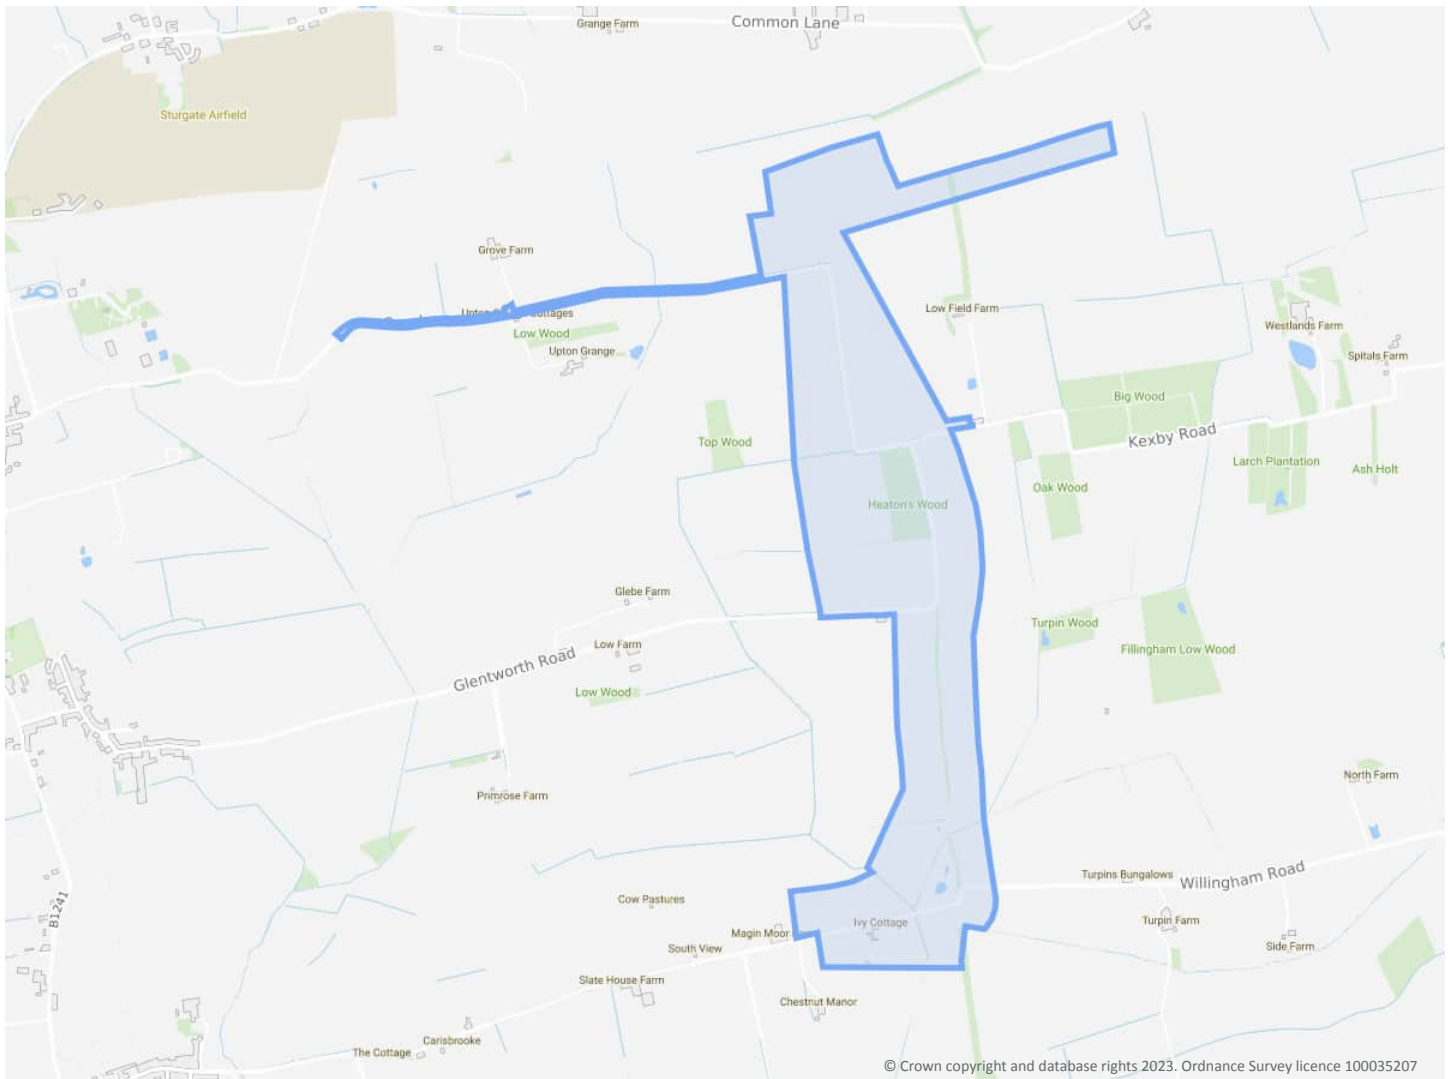 Grange Farm
Common Lane
Sturgate Airfield
Grove Farm
Cottages
Low Wood
Upton Grange
Low Field Farm
Westlands Farm
Spitals Farm
Big Wood
Kexby Road
Top Wood
Larch Plantation
Ash Holt
Oak Wood
Heaton's Wood
Glebe Farm
Low Farm
Glentworth Road
Low Wood
Turpin Wood
Fillingham Low Wood
Primrose Farm
North Farm
B1241
Cow Pastures
Turpins Bungalows
Willingham Road
Ivy Cottage
Turpin Farm
Magin Moor
South View
Side Farm
Slate House Farm
Chestnut Manor
Carisbrooke
The Cottage
© Crown copyright and database rights 2023. Ordnance Survey licence 100035207